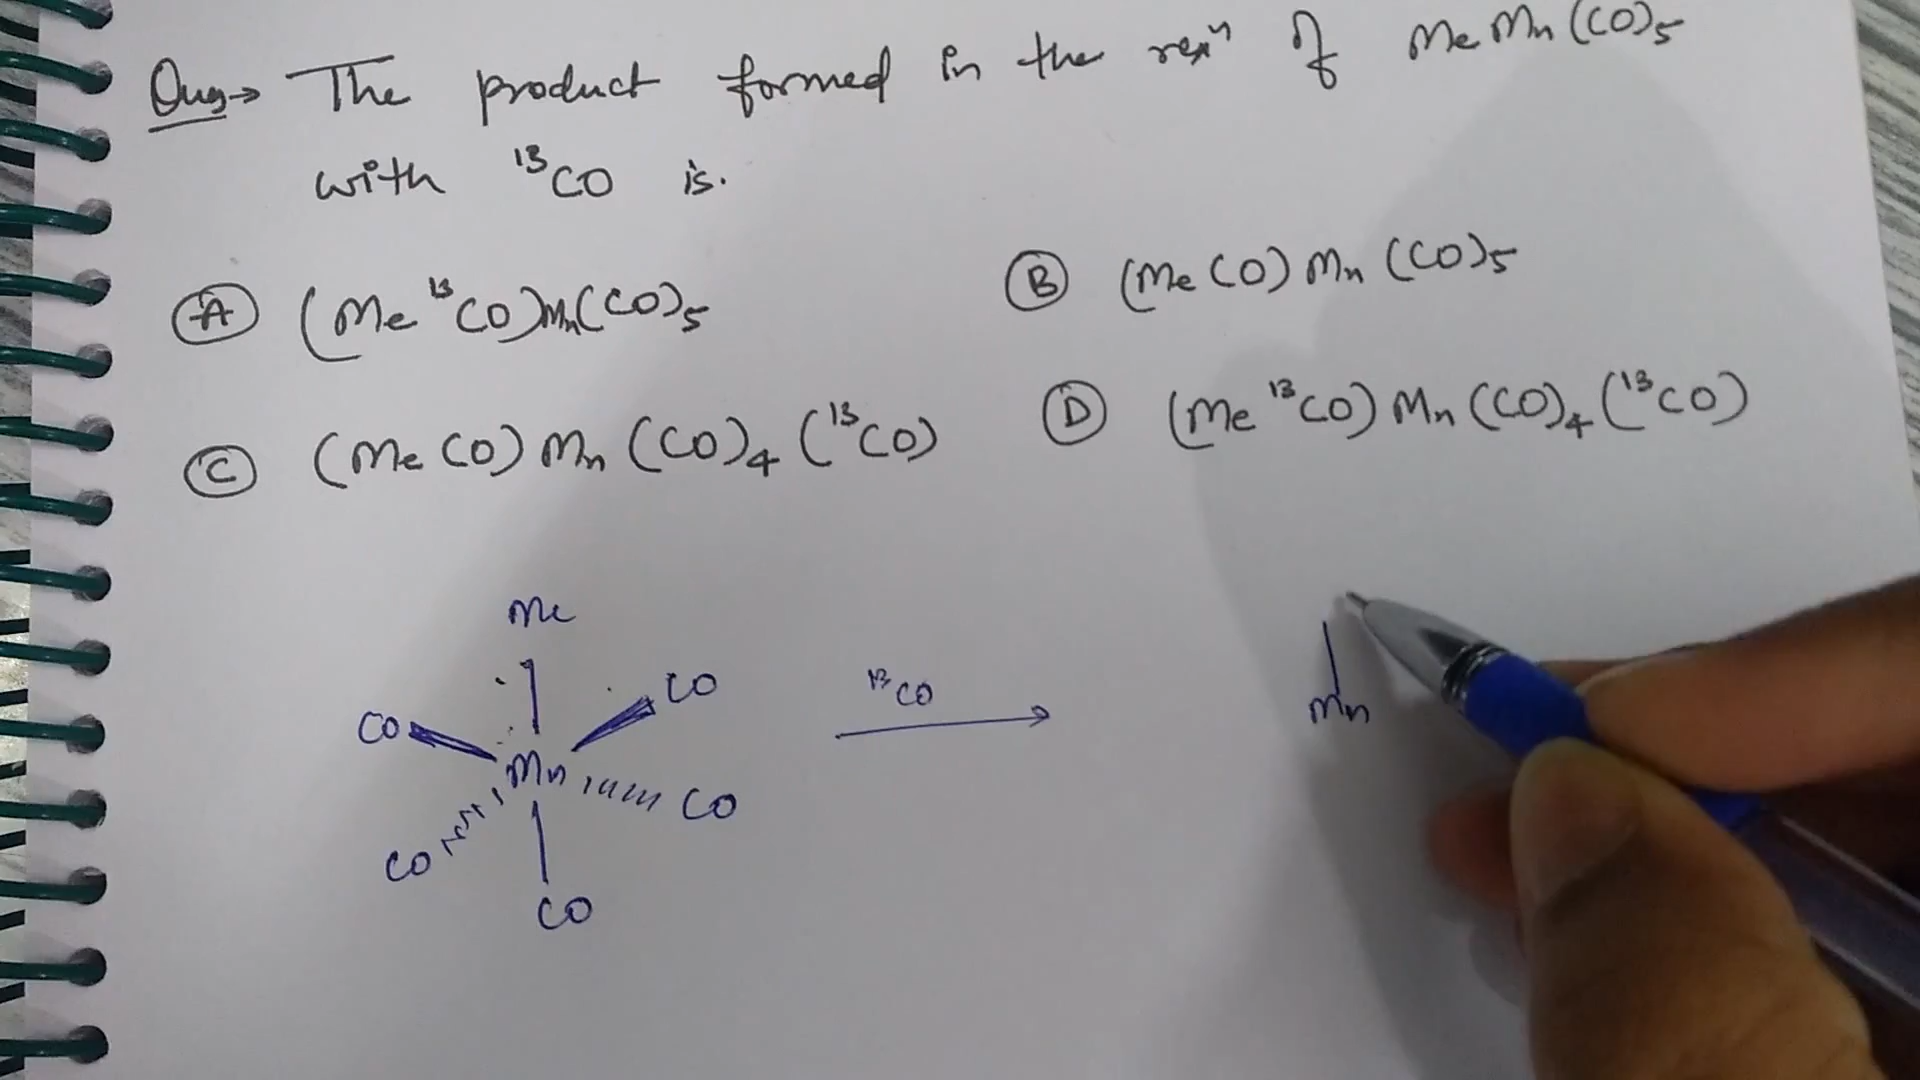 Ques→ The product formed in the rexⁿ of MeMn(CO)₅
with ¹³CO is.
Ⓐ (Me¹³CO)Mn(CO)₅
Ⓑ (MeCO)Mn(CO)₅
Ⓒ (MeCO)Mn(CO)₄(¹³CO)
Ⓓ (Me¹³CO)Mn(CO)₄(¹³CO)
Me
CO CO
Mn CO
CO
CO
¹³CO
Mn